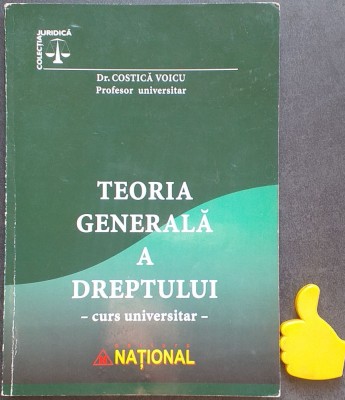 COLECȚIA
JURIDICĂ
Dr. COSTICĂ VOICU
Profesor universitar
TEORIA
GENERALĂ
A
DREPTULUI
– curs universitar –
NAȚIONAL